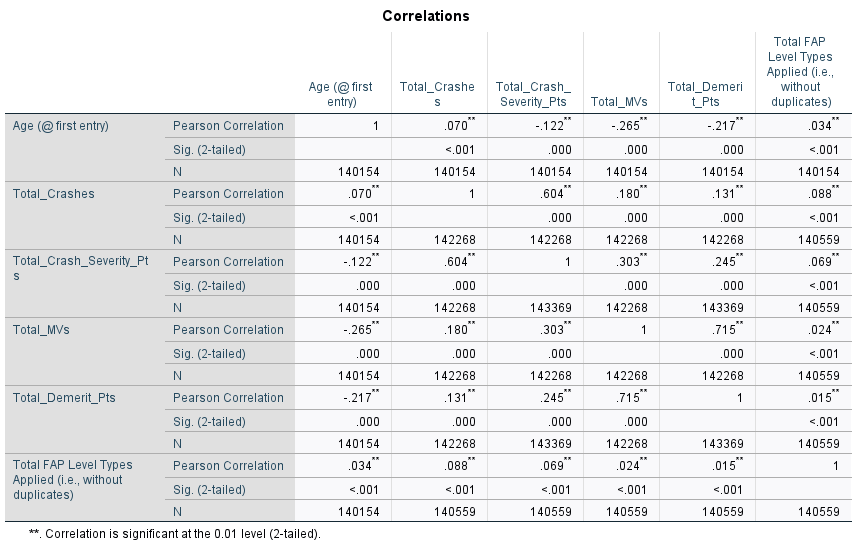 Correlations
Age (@ first entry) Total_Crashes Total_Crash_Severity_Pts Total_MVs Total_Demerit_Pts Total FAP Level Types Applied (i.e., without duplicates)
Age (@ first entry) Pearson Correlation 1 .070** -.122** -.265** -.217** .034**
Sig. (2-tailed) <.001 .000 .000 .000 <.001
N 140154 140154 140154 140154 140154 140154
Total_Crashes Pearson Correlation .070** 1 .604** .180** .131** .088**
Sig. (2-tailed) <.001 .000 .000 .000 <.001
N 140154 142268 142268 142268 142268 140559
Total_Crash_Severity_Pts Pearson Correlation -.122** .604** 1 .303** .245** .069**
Sig. (2-tailed) .000 .000 .000 .000 <.001
N 140154 142268 143369 142268 143369 140559
Total_MVs Pearson Correlation -.265** .180** .303** 1 .715** .024**
Sig. (2-tailed) .000 .000 .000 .000 <.001
N 140154 142268 142268 142268 142268 140559
Total_Demerit_Pts Pearson Correlation -.217** .131** .245** .715** 1 .015**
Sig. (2-tailed) .000 .000 .000 .000 <.001
N 140154 142268 143369 142268 143369 140559
Total FAP Level Types Applied (i.e., without duplicates) Pearson Correlation .034** .088** .069** .024** .015** 1
Sig. (2-tailed) <.001 <.001 <.001 <.001 <.001
N 140154 140559 140559 140559 140559 140559
**. Correlation is significant at the 0.01 level (2-tailed).